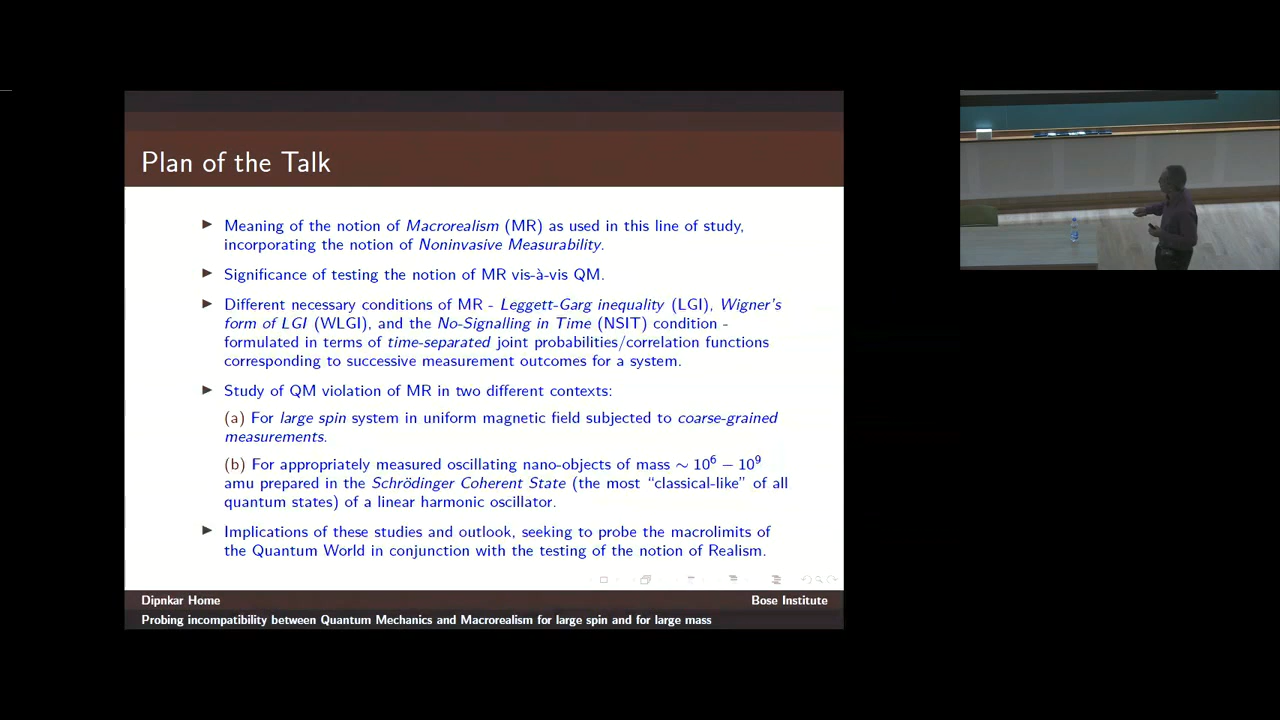 Plan of the Talk
Meaning of the notion of Macrorealism (MR) as used in this line of study,
incorporating the notion of Noninvasive Measurability.
Significance of testing the notion of MR vis-à-vis QM.
Different necessary conditions of MR - Leggett-Garg inequality (LGI), Wigner's
form of LGI (WLGI), and the No-Signalling in Time (NSIT) condition -
formulated in terms of time-separated joint probabilities/correlation functions
corresponding to successive measurement outcomes for a system.
Study of QM violation of MR in two different contexts:
(a) For large spin system in uniform magnetic field subjected to coarse-grained
measurements.
(b) For appropriately measured oscillating nano-objects of mass ∼ 10⁶ − 10⁹
amu prepared in the Schrödinger Coherent State (the most “classical-like” of all
quantum states) of a linear harmonic oscillator.
Implications of these studies and outlook, seeking to probe the macrolimits of
the Quantum World in conjunction with the testing of the notion of Realism.
Dipnkar Home Bose Institute
Probing incompatibility between Quantum Mechanics and Macrorealism for large spin and for large mass